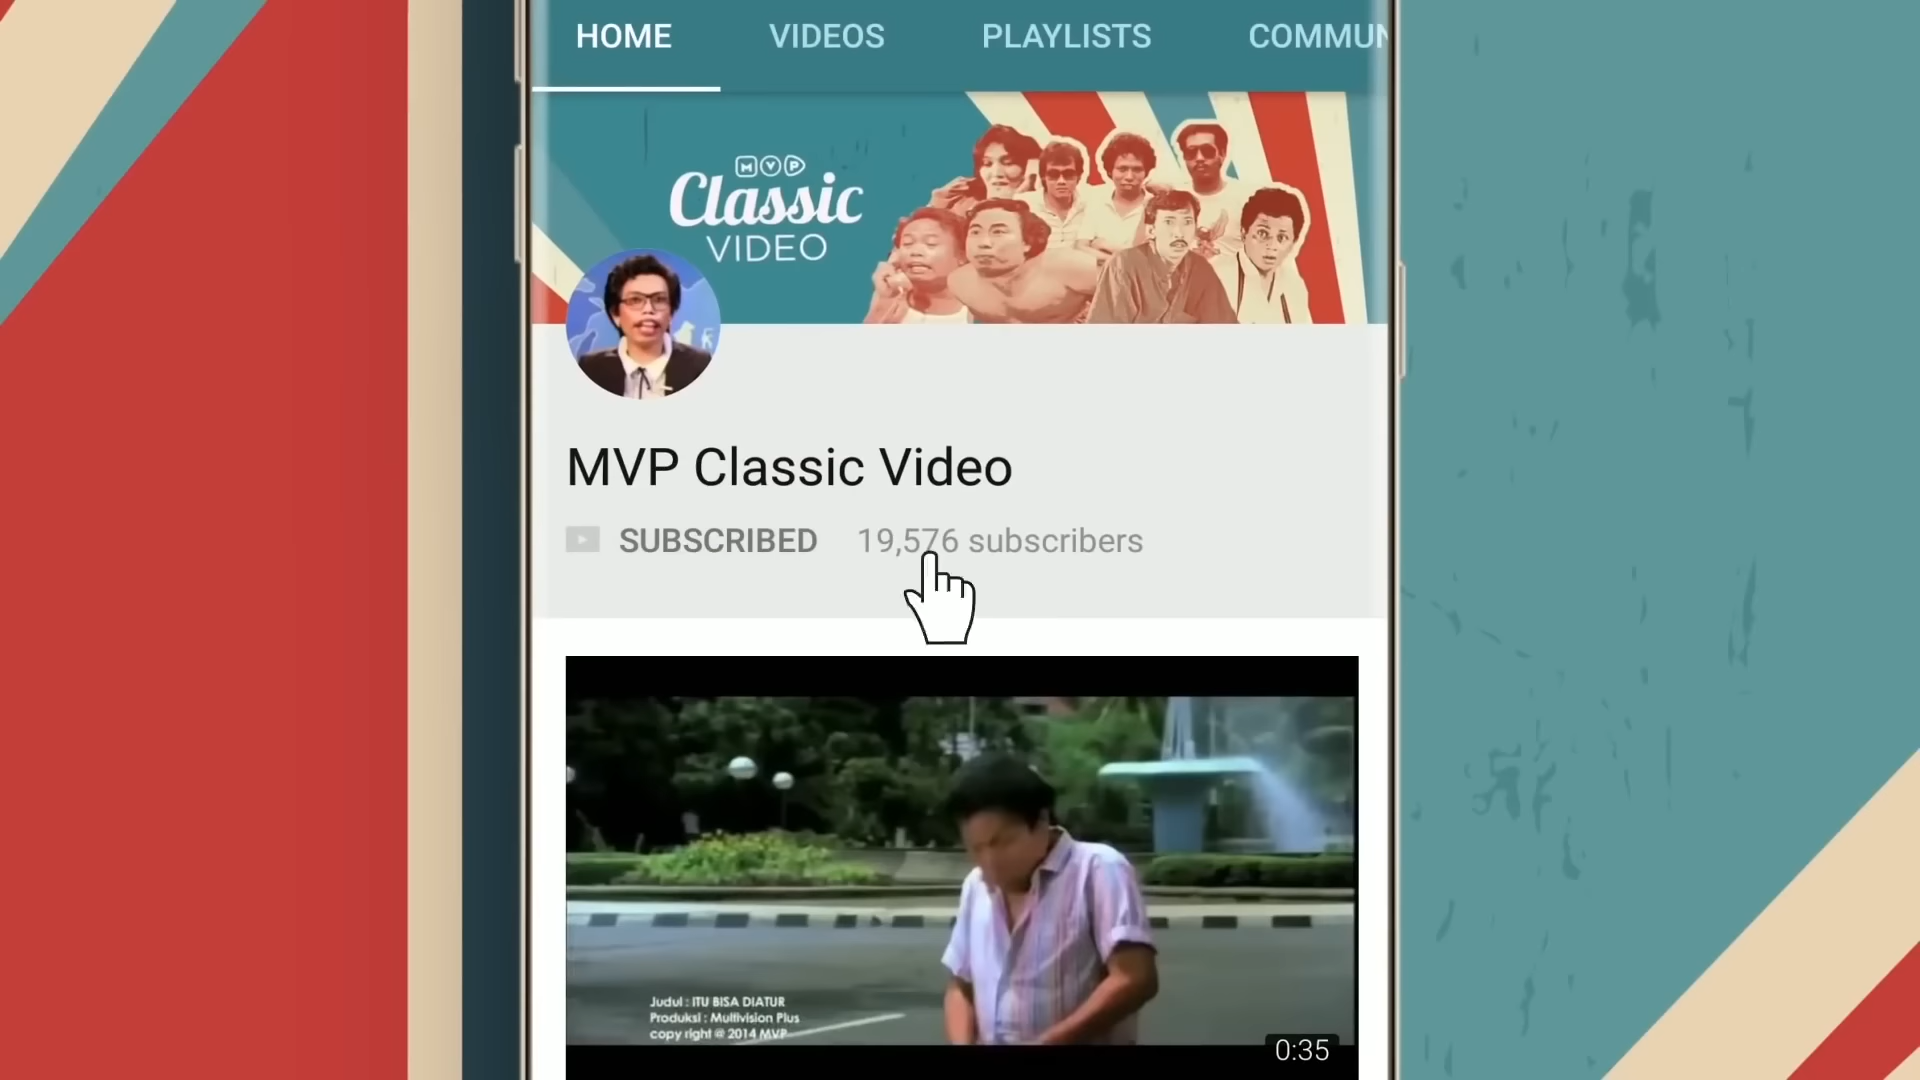 HOME VIDEOS PLAYLISTS COMMUN
MVP
Classic
VIDEO
MVP Classic Video
SUBSCRIBED 19,576 subscribers
Judul : ITU BISA DIATUR
Produksi : Multivision Plus
copy right @ 2014 MVP
0:35